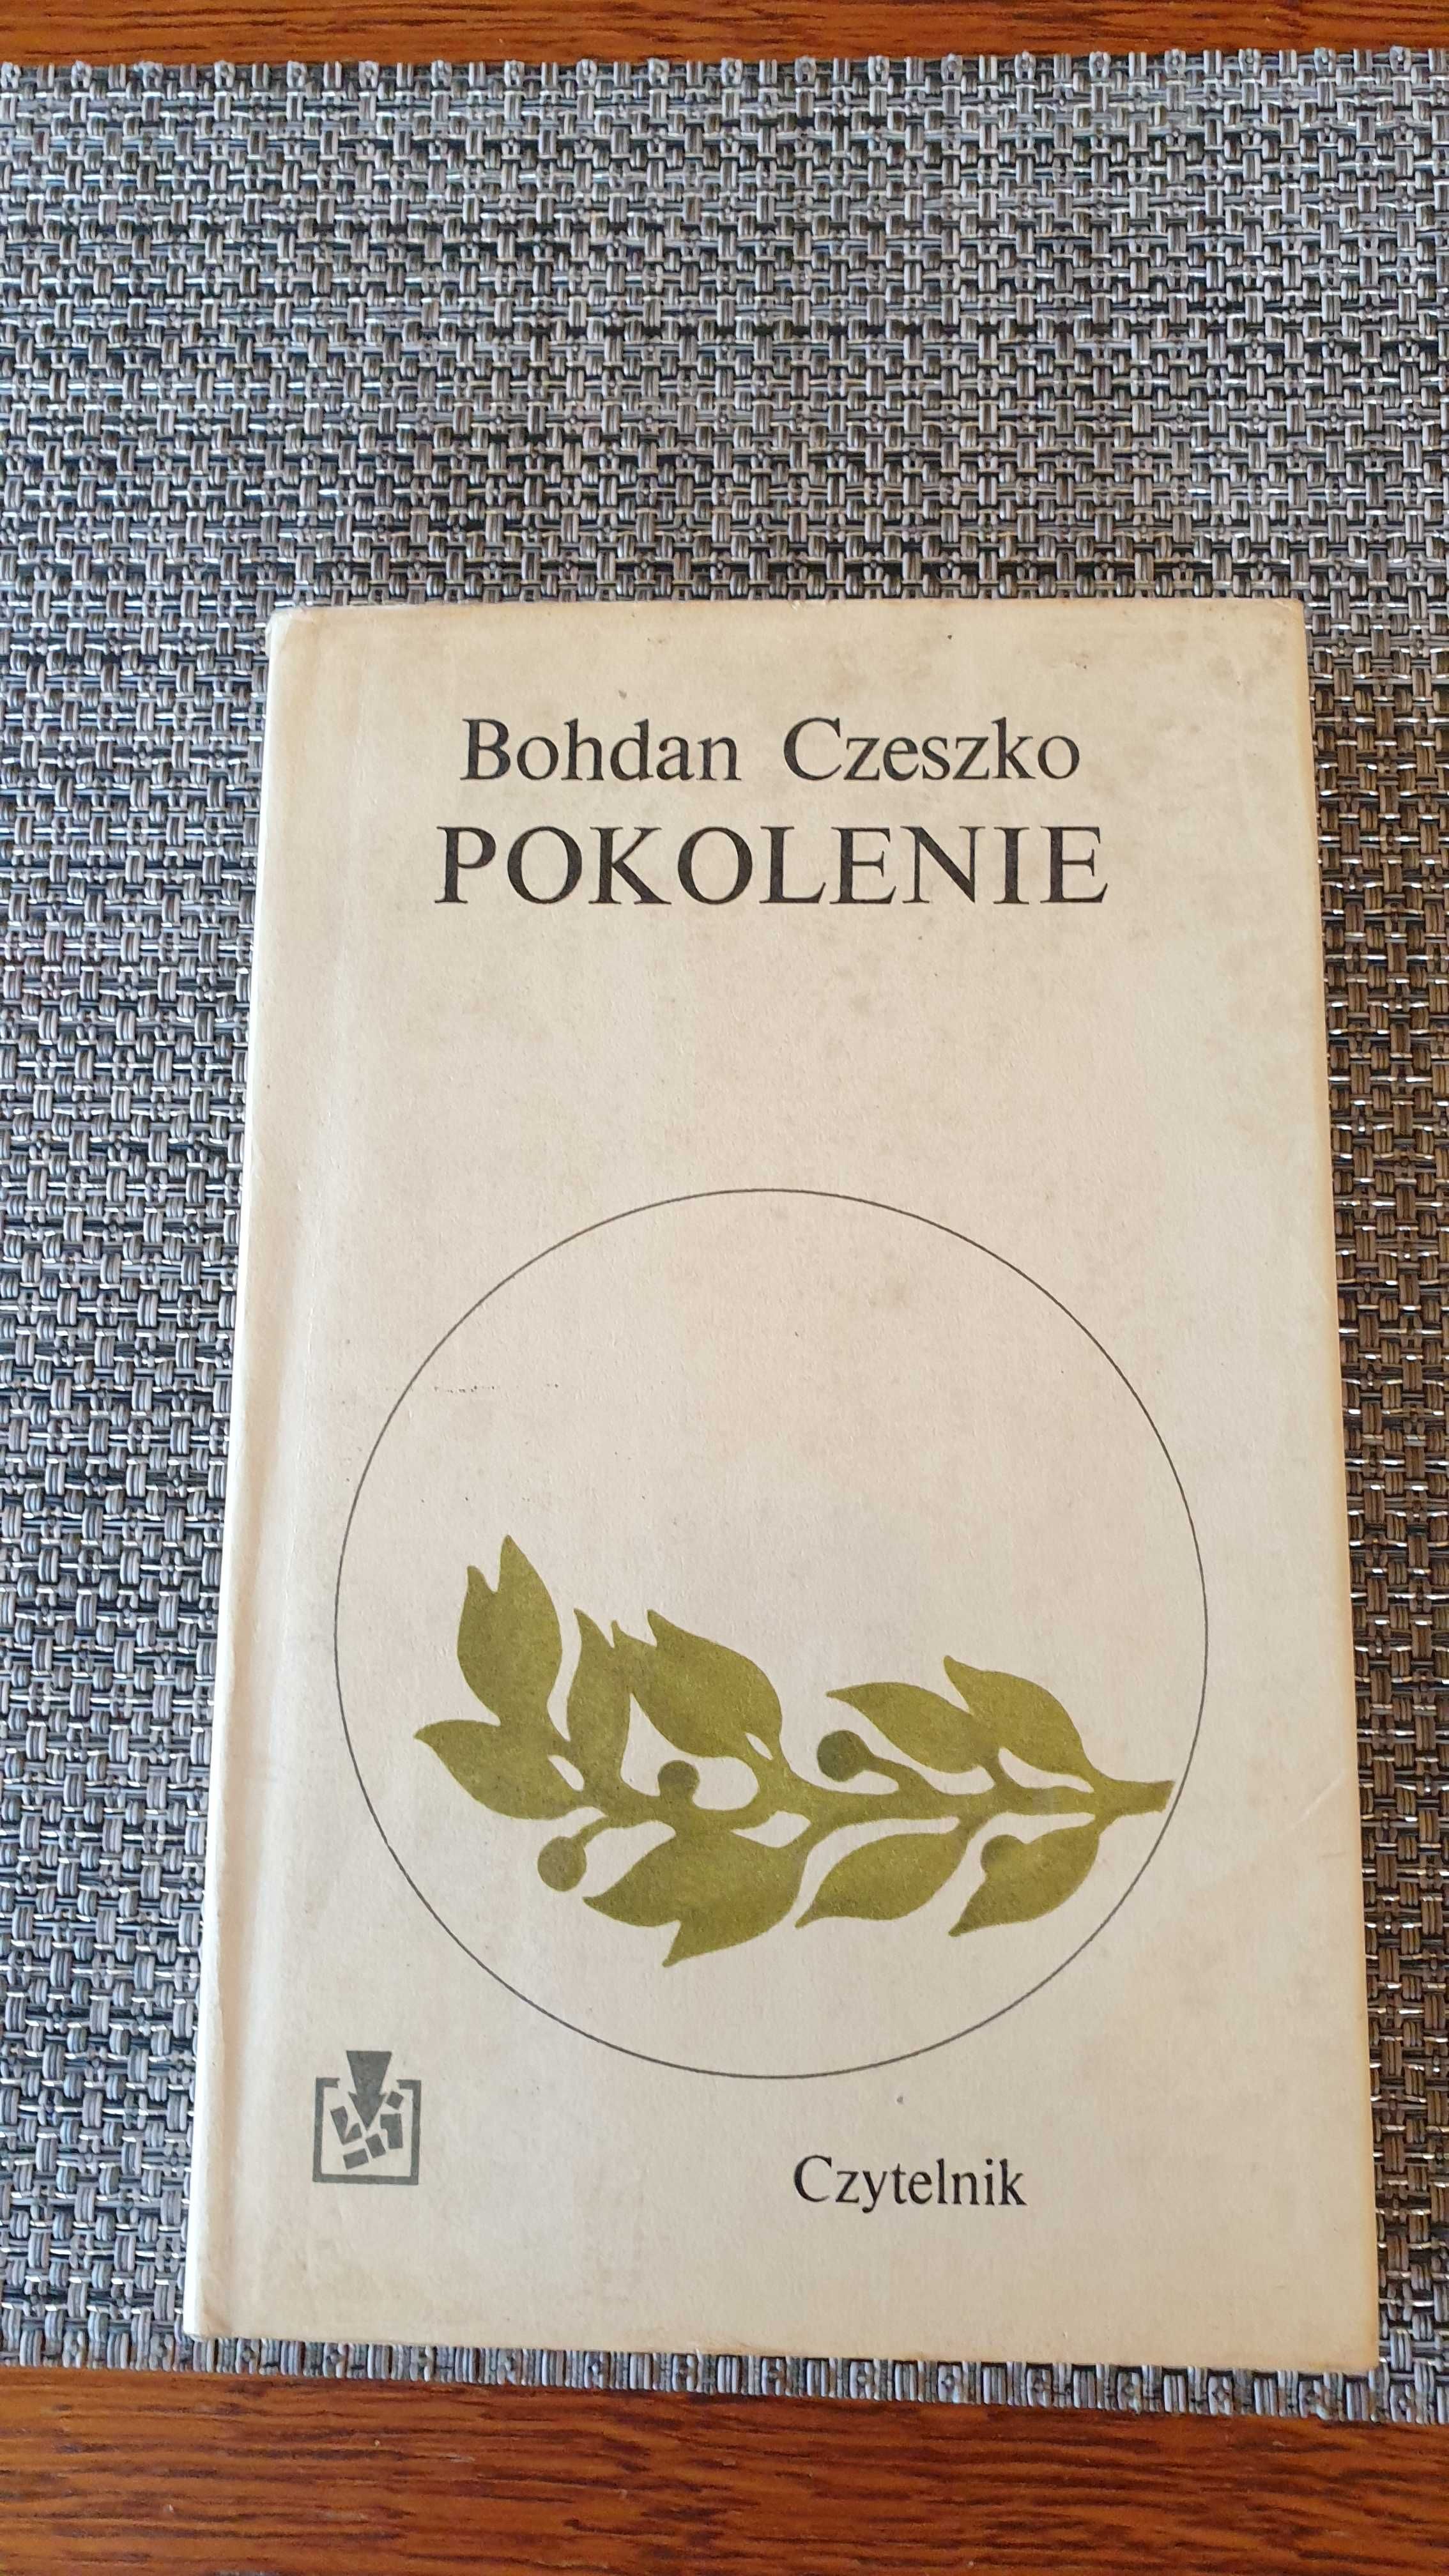 Bohdan Czeszko
POKOLENIE
Czytelnik